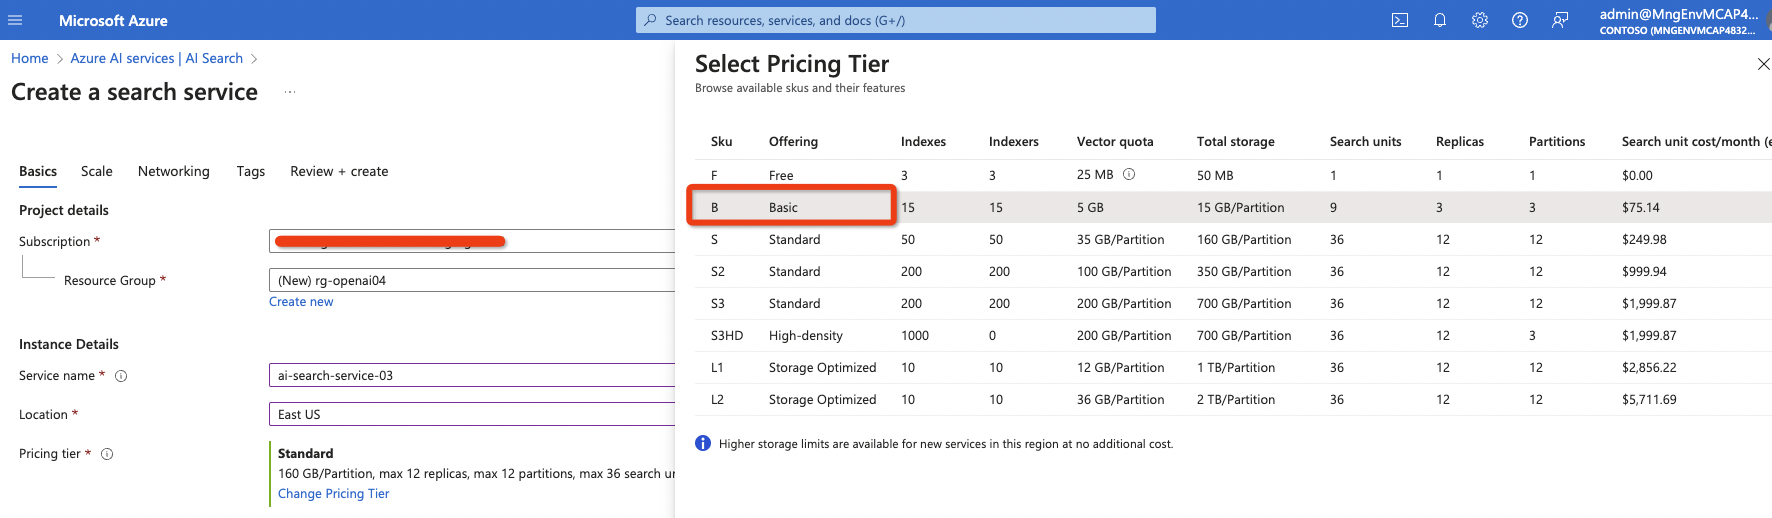 Microsoft Azure
Search resources, services, and docs (G+/)
admin@MngEnvMCAP4...
CONTOSO (MNGENVMCAP4832...
Home > Azure AI services | AI Search >
Create a search service ...
Basics Scale Networking Tags Review + create
Project details
Subscription *
Resource Group *
(New) rg-openai04
Create new
Instance Details
Service name *
ai-search-service-03
Location *
East US
Pricing tier *
Standard
160 GB/Partition, max 12 replicas, max 12 partitions, max 36 search
Change Pricing Tier
Select Pricing Tier
Browse available skus and their features
Sku Offering Indexes Indexers Vector quota Total storage Search units Replicas Partitions Search unit cost/month (e
F Free 3 3 25 MB 50 MB 1 1 1 $0.00
B Basic 15 15 5 GB 15 GB/Partition 9 3 3 $75.14
S Standard 50 50 35 GB/Partition 160 GB/Partition 36 12 12 $249.98
S2 Standard 200 200 100 GB/Partition 350 GB/Partition 36 12 12 $999.94
S3 Standard 200 200 200 GB/Partition 700 GB/Partition 36 12 12 $1,999.87
S3HD High-density 1000 0 200 GB/Partition 700 GB/Partition 36 12 3 $1,999.87
L1 Storage Optimized 10 10 12 GB/Partition 1 TB/Partition 36 12 12 $2,856.22
L2 Storage Optimized 10 10 36 GB/Partition 2 TB/Partition 36 12 12 $5,711.69
Higher storage limits are available for new services in this region at no additional cost.